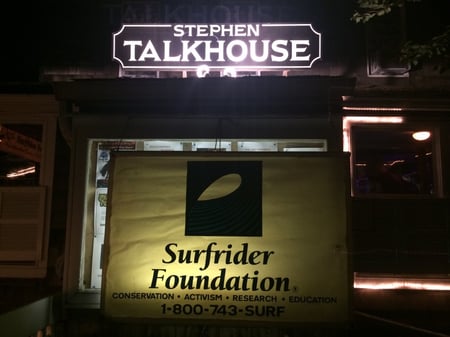 STEPHEN
TALKHOUSE
Surfrider
Foundation®
CONSERVATION • ACTIVISM • RESEARCH • EDUCATION
1-800-743-SURF